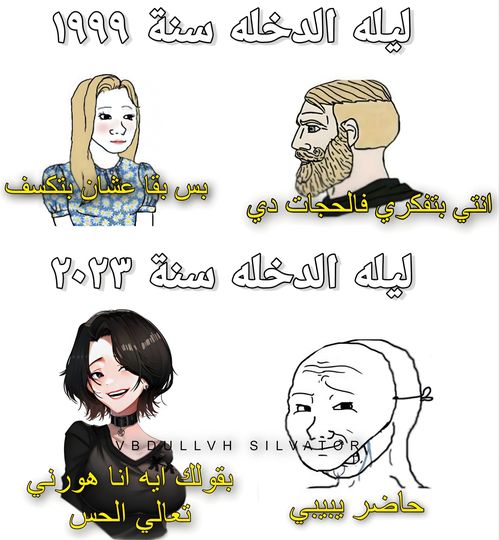 ليله الدخله سنة ١٩٩٩
انتي بتفكري فالحجات دي
بس بقا عشان بتكسف
ليله الدخله سنة ٢٠٢٣
VBDULLVH SILVATOR
بقولك ايه انا هورني
تعالي الحس
حاضر يبيبي